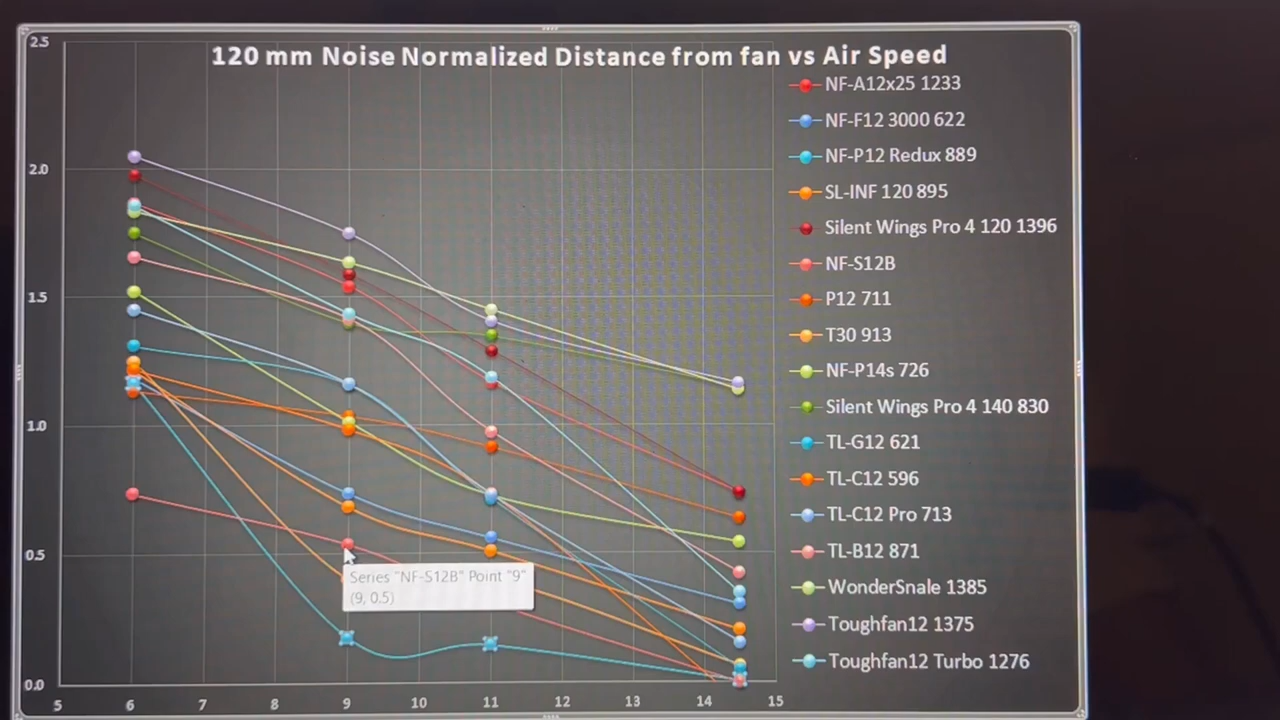 120 mm Noise Normalized Distance from fan vs Air Speed
2.5
2.0
1.5
1.0
0.5
0.0
5 6 7 8 9 10 11 12 13 14 15
NF-A12x25 1233
NF-F12 3000 622
NF-P12 Redux 889
SL-INF 120 895
Silent Wings Pro 4 120 1396
NF-S12B
P12 711
T30 913
NF-P14s 726
Silent Wings Pro 4 140 830
TL-G12 621
TL-C12 596
TL-C12 Pro 713
TL-B12 871
WonderSnale 1385
Toughfan12 1375
Toughfan12 Turbo 1276
Series "NF-S12B" Point "9"
(9, 0.5)